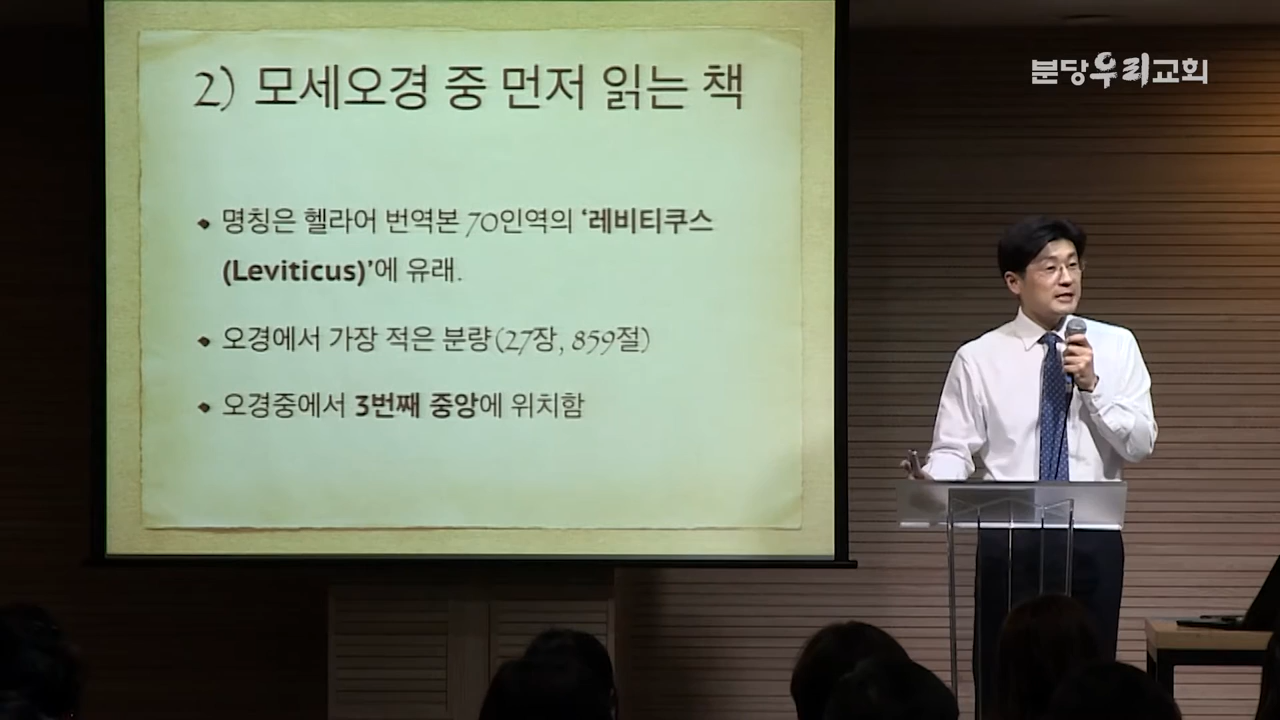 분당우리교회
2) 모세오경 중 먼저 읽는 책
명칭은 헬라어 번역본 70인역의 ‘레비티쿠스
(Leviticus)’에 유래.
오경에서 가장 적은 분량(27장, 859절)
오경중에서 3번째 중앙에 위치함